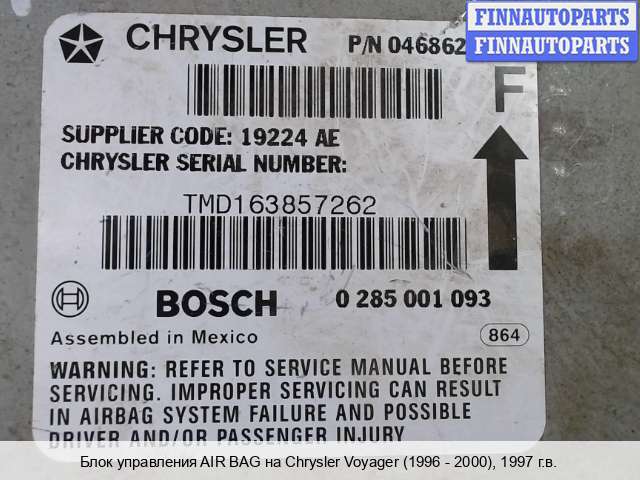 FINNAUTOPARTS
FINNAUTOPARTS
CHRYSLER P/N 046862
F
SUPPLIER CODE: 19224 AE
CHRYSLER SERIAL NUMBER:
TMD163857262
BOSCH 0 285 001 093
Assembled in Mexico 864
WARNING: REFER TO SERVICE MANUAL BEFORE
SERVICING. IMPROPER SERVICING CAN RESULT
IN AIRBAG SYSTEM FAILURE AND POSSIBLE
DRIVER AND/OR PASSENGER INJURY
Блок управления AIR BAG на Chrysler Voyager (1996 - 2000), 1997 г.в.